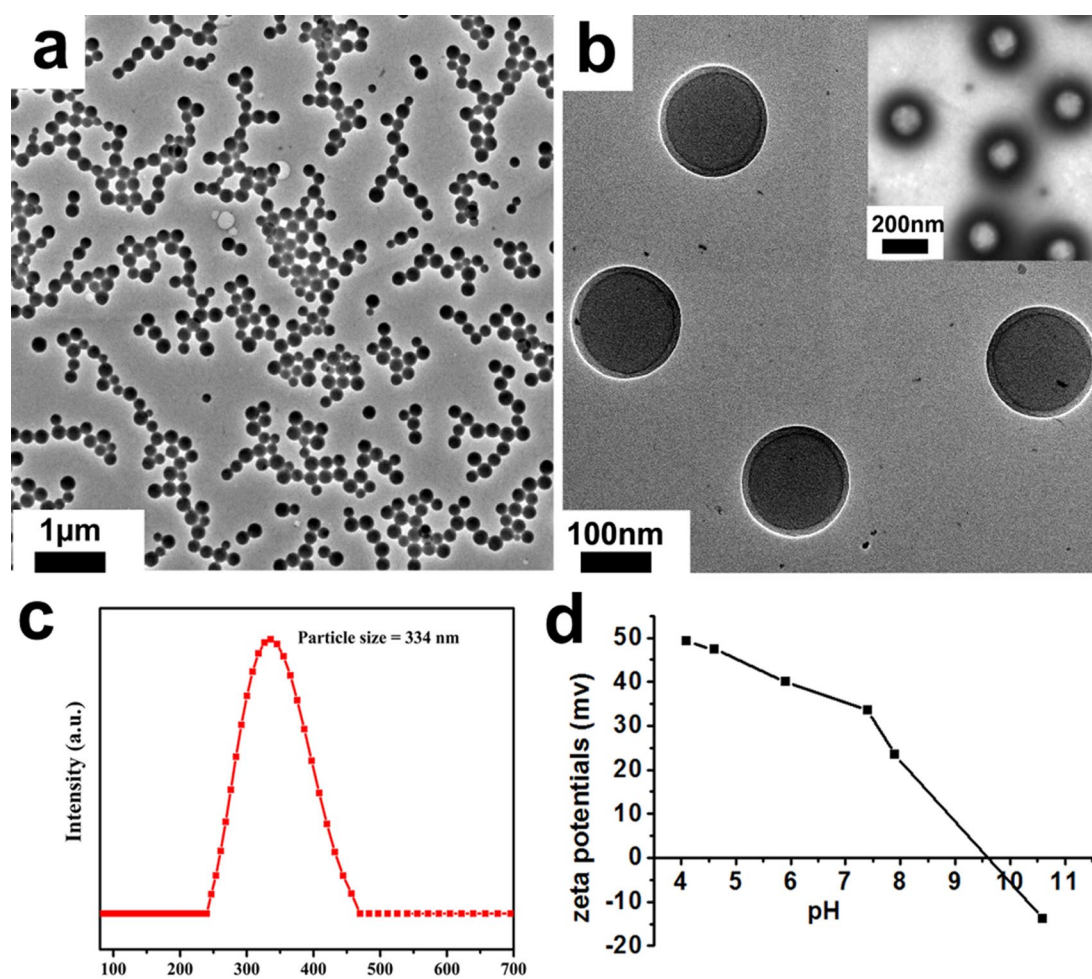 a
1μm
b
200nm
100nm
c
Particle size = 334 nm
Intensity (a.u.)
100 200 300 400 500 600 700
d
zeta potentials (mv)
50
40
30
20
10
0
-10
-20
4 5 6 7 8 9 10 11
pH